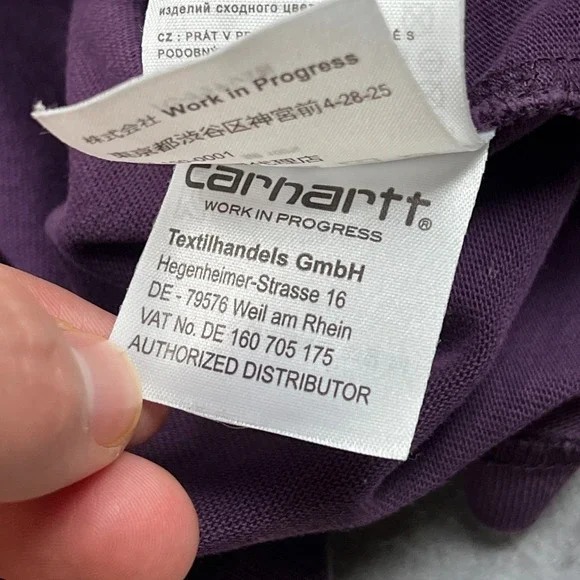 изделий сходного цве
CZ : PRÁT V P É S
PODOBNÝ
株式会社 Work in Progress
東京都渋谷区神宮前4-26-25
-0001
carhartt®
WORK IN PROGRESS
Textilhandels GmbH
Hegenheimer-Strasse 16
DE - 79576 Weil am Rhein
VAT No. DE 160 705 175
AUTHORIZED DISTRIBUTOR